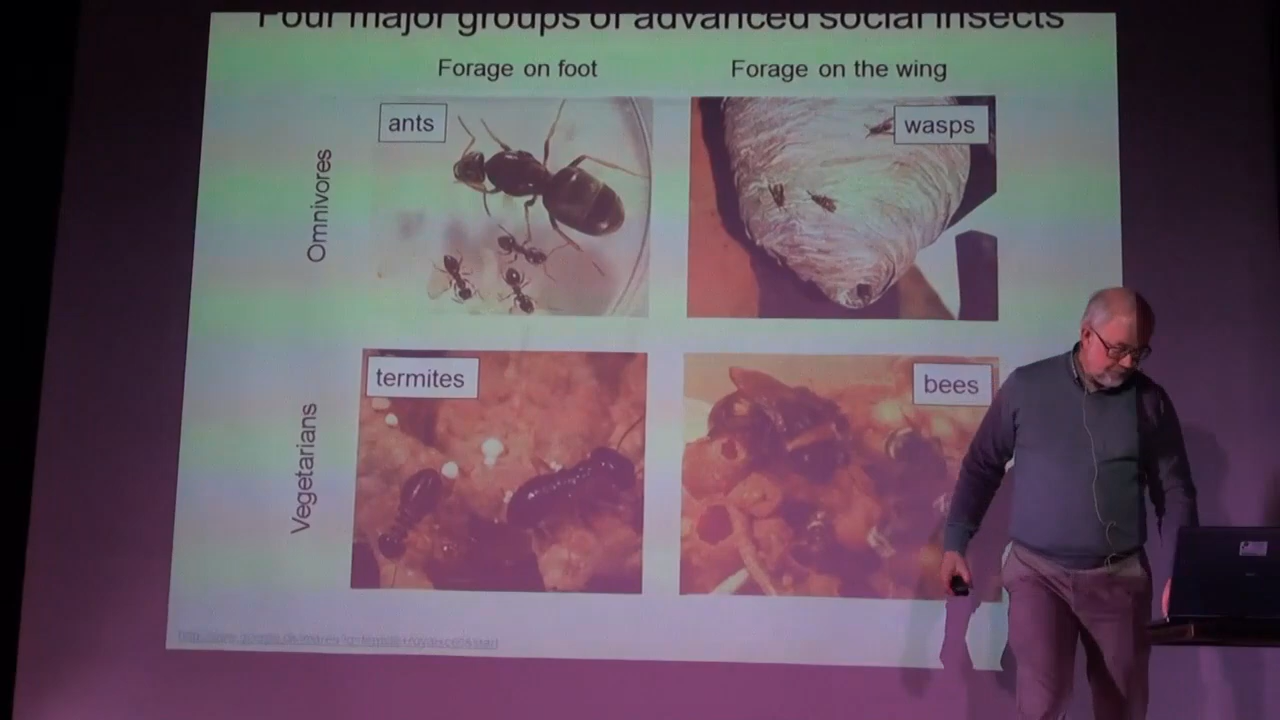 Four major groups of advanced social insects
Forage on foot
Forage on the wing
Omnivores
ants
wasps
Vegetarians
termites
bees